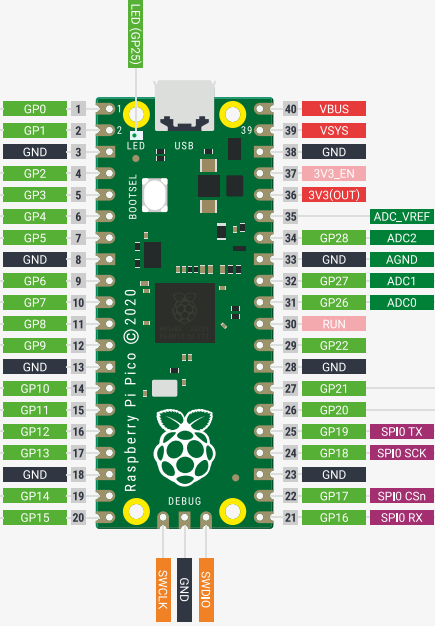 LED (GP25)
GP0 1 1 40 VBUS
GP1 2 2 39 39 VSYS
LED USB
GND 3 38 GND
GP2 4 37 3V3_EN
GP3 5 BOOTSEL 36 3V3(OUT)
GP4 6 35 ADC_VREF
GP5 7 34 GP28 ADC2
GND 8 33 GND AGND
GP6 9 32 GP27 ADC1
GP7 10 31 GP26 ADC0
GP8 11 30 RUN
GP9 12 29 GP22
GND 13 28 GND
GP10 14 27 GP21
GP11 15 26 GP20
GP12 16 25 GP19 SPI0 TX
GP13 17 24 GP18 SPI0 SCK
GND 18 23 GND
GP14 19 22 GP17 SPI0 CSn
GP15 20 21 GP16 SPI0 RX
Raspberry Pi Pico © 2020
DEBUG
SWCLK
GND
SWDIO